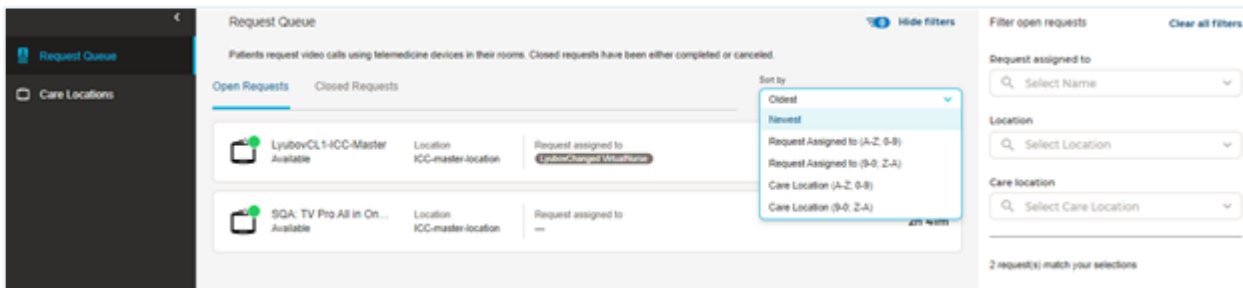 Request Queue
Care Locations
Request Queue
Hide filters
Patients request video calls using telemedicine devices in their rooms. Closed requests have been either completed or canceled.
Open Requests
Closed Requests
Sort by
Oldest
Newest
Request Assigned to (A-Z; 0-9)
Request Assigned to (9-0; Z-A)
Care Location (A-Z; 0-9)
Care Location (9-0; Z-A)
LyubovCL1-ICC-Master
Available
Location
ICC-master-location
Request assigned to
LyubovChanged VirtualNurse
SQA: TV Pro All in On...
Available
Location
ICC-master-location
Request assigned to
—
2h 41m
Filter open requests
Clear all filters
Request assigned to
Select Name
Location
Select Location
Care location
Select Care Location
2 request(s) match your selections